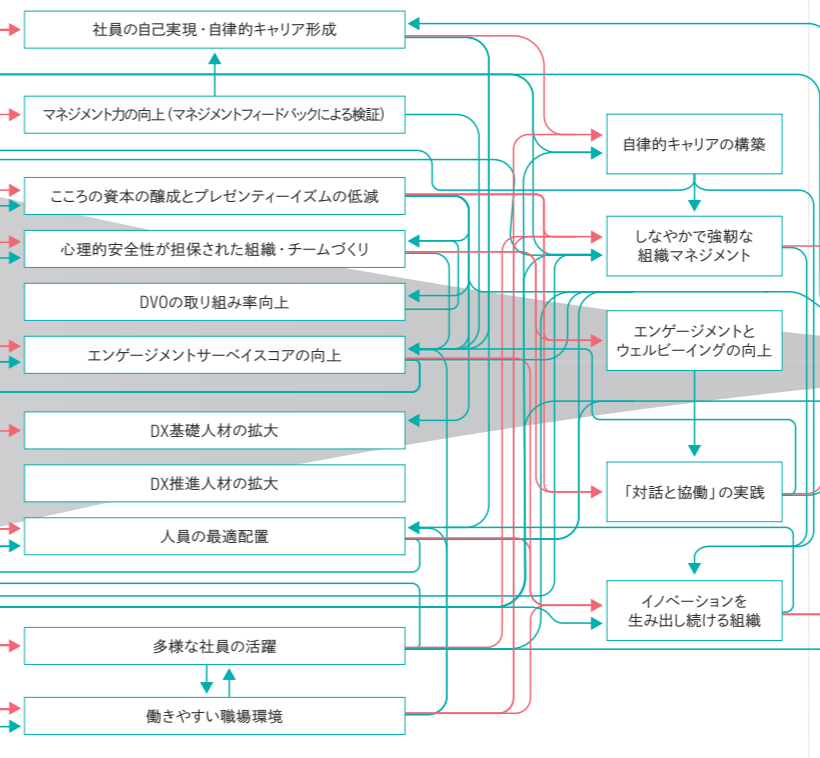 社員の自己実現・自律的キャリア形成
マネジメント力の向上(マネジメントフィードバックによる検証)
こころの資本の醸成とプレゼンティーイズムの低減
心理的安全性が担保された組織・チームづくり
DVOの取り組み率向上
エンゲージメントサーベイスコアの向上
DX基礎人材の拡大
DX推進人材の拡大
人員の最適配置
多様な社員の活躍
働きやすい職場環境
自律的キャリアの構築
しなやかで強靭な
組織マネジメント
エンゲージメントと
ウェルビーイングの向上
「対話と協働」の実践
イノベーションを
生み出し続ける組織